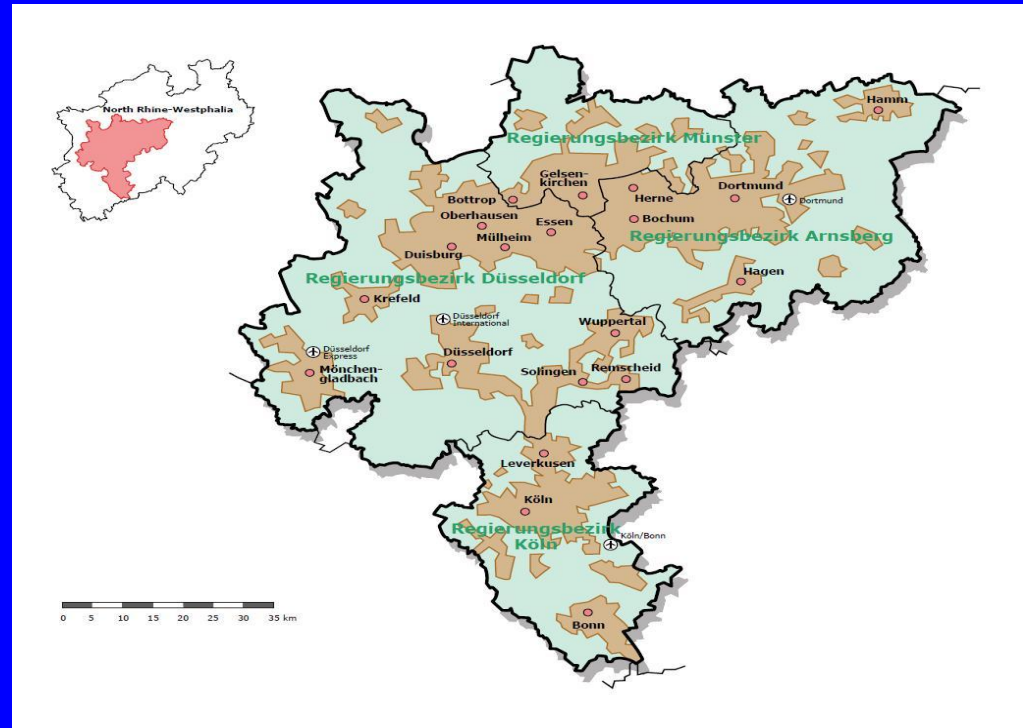 North Rhine-Westphalia
Hamm
Regierungsbezirk Münster
Gelsen-
kirchen
Bottrop
Herne
Dortmund
Dortmund
Oberhausen
Essen
Bochum
Mülheim
Regierungsbezirk Arnsberg
Duisburg
Regierungsbezirk Düsseldorf
Hagen
Krefeld
Düsseldorf
International
Wuppertal
Düsseldorf
Express
Düsseldorf
Mönchen-
gladbach
Solingen
Remscheid
Leverkusen
Köln
Regierungsbezirk
Köln
Köln/Bonn
Bonn
0 5 10 15 20 25 30 35 km